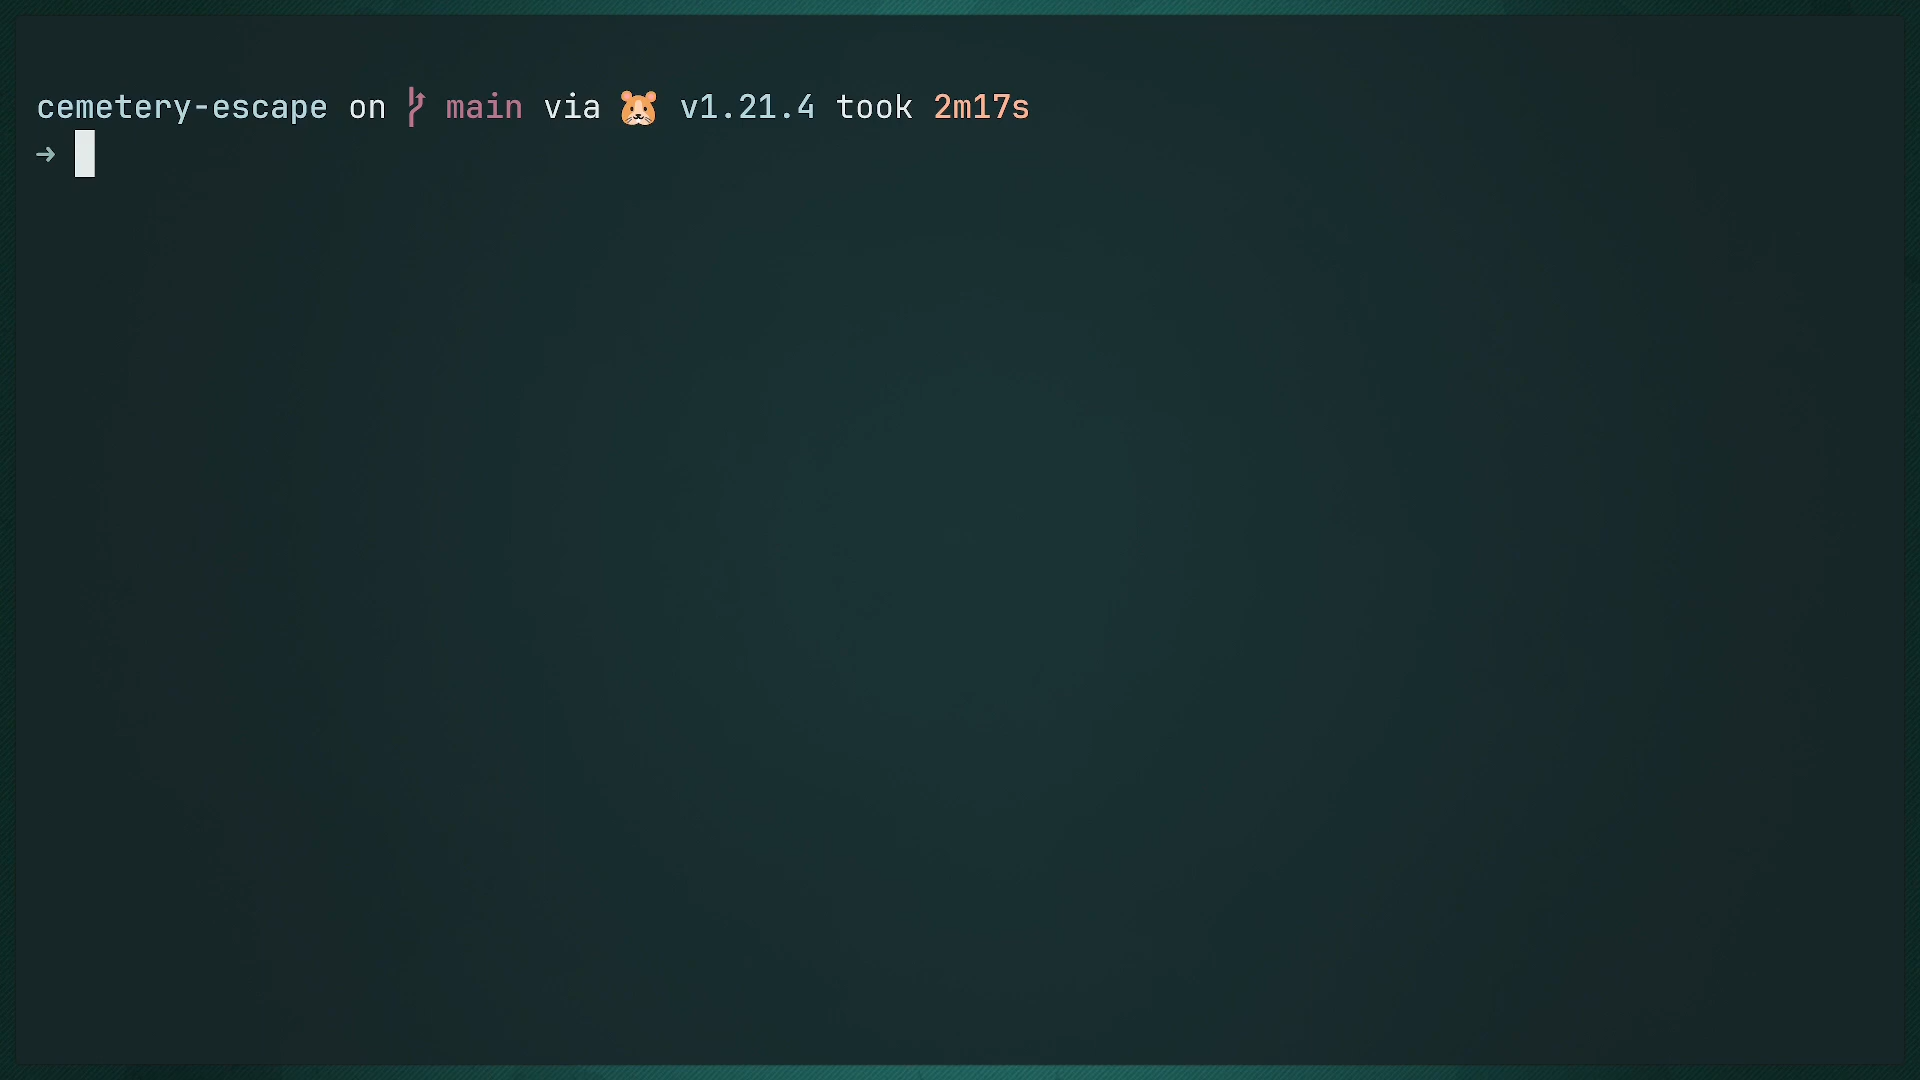 cemetery-escape on main via 🐹 v1.21.4 took 2m17s
→